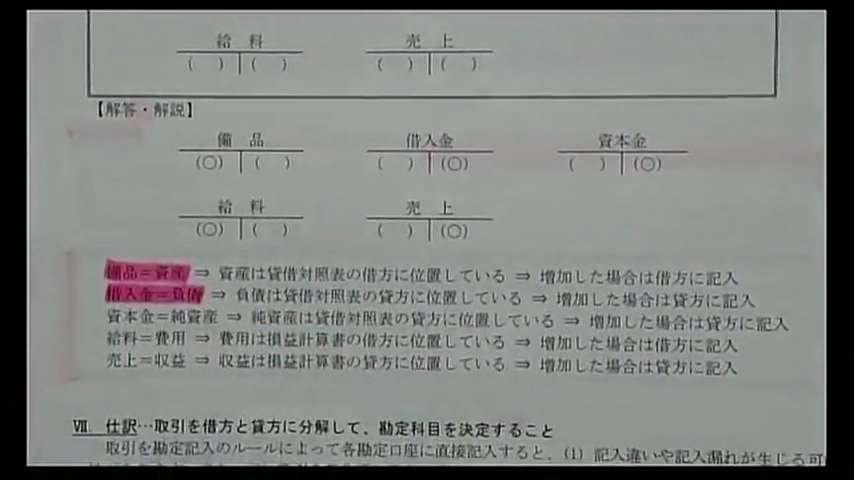 給 料 売 上
( ) ( ) ( ) ( )
【解答・解説】
備 品 借入金 資本金
(○) ( ) ( ) (○) ( ) (○)
給 料 売 上
(○) ( ) ( ) (○)
備品＝資産 ⇒ 資産は貸借対照表の借方に位置している ⇒ 増加した場合は借方に記入
借入金＝負債 ⇒ 負債は貸借対照表の貸方に位置している ⇒ 増加した場合は貸方に記入
資本金＝純資産 ⇒ 純資産は貸借対照表の貸方に位置している ⇒ 増加した場合は貸方に記入
給料＝費用 ⇒ 費用は損益計算書の借方に位置している ⇒ 増加した場合は借方に記入
売上＝収益 ⇒ 収益は損益計算書の貸方に位置している ⇒ 増加した場合は貸方に記入
Ⅶ．仕訳…取引を借方と貸方に分解して、勘定科目を決定すること
取引を勘定記入のルールによって各勘定口座に直接記入すると、(1) 記入違いや記入漏れが生じる可